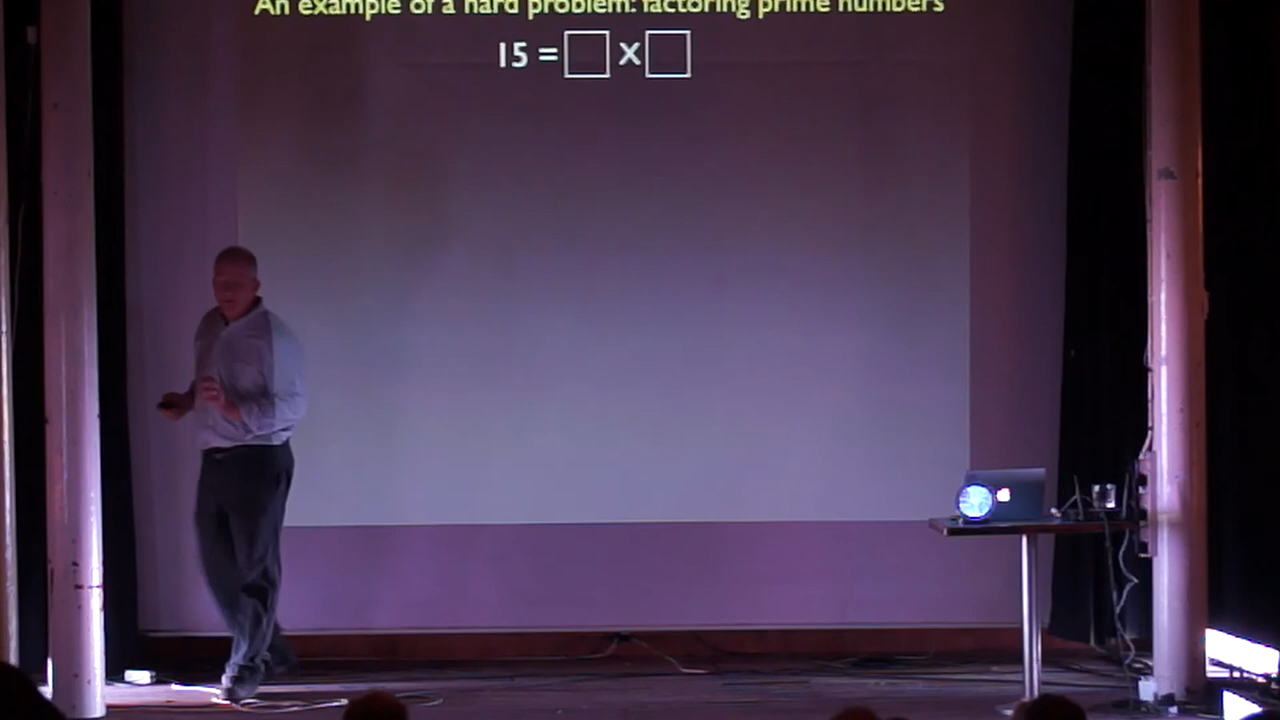 An example of a hard problem: factoring prime numbers
15 = □ x □